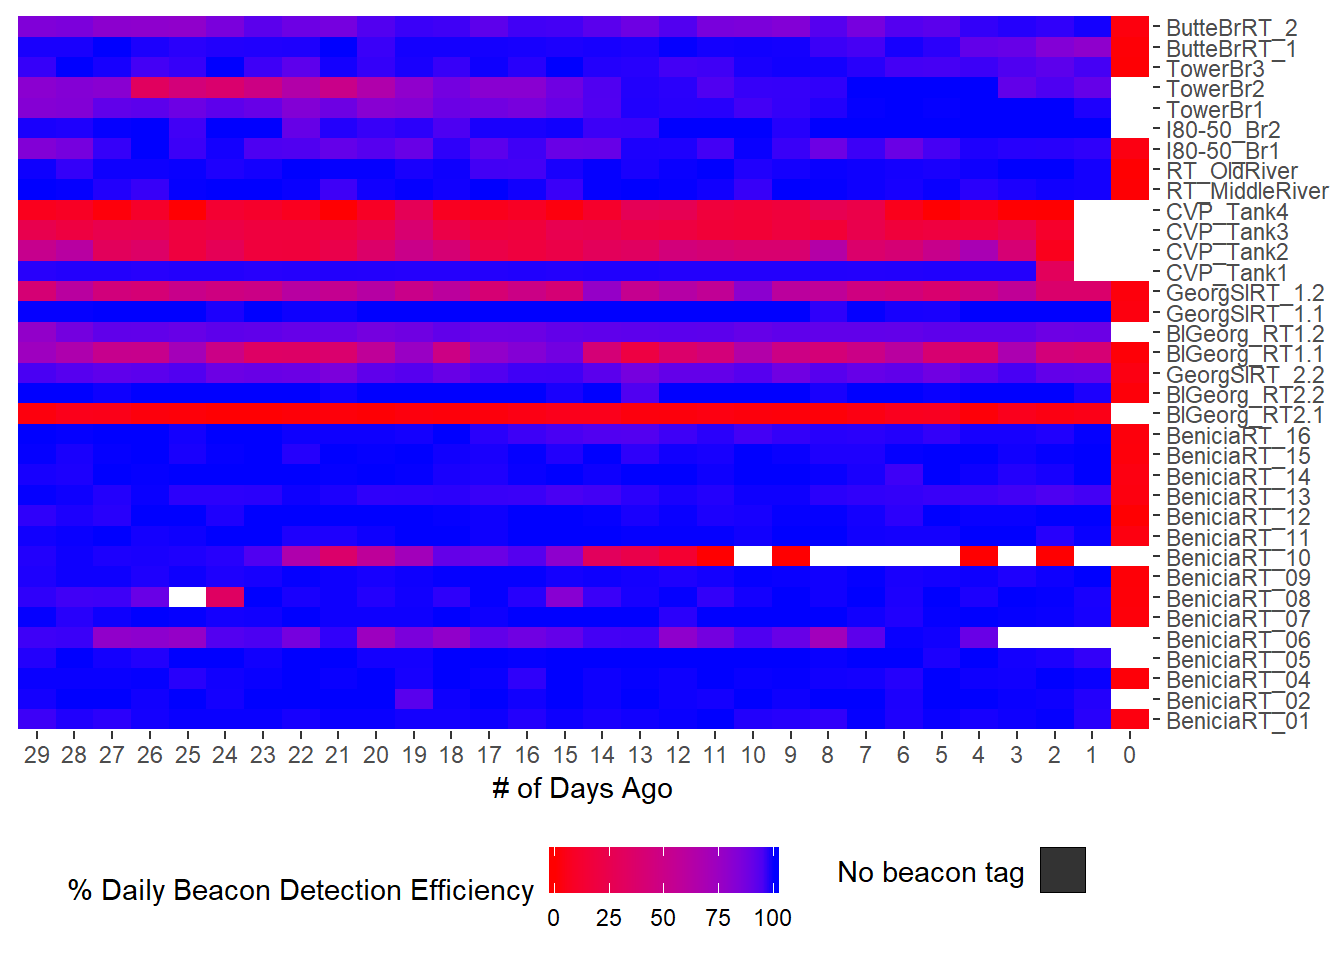 ButteBrRT_2
ButteBrRT_1
TowerBr3
TowerBr2
TowerBr1
I80-50_Br2
I80-50_Br1
RT_OldRiver
RT_MiddleRiver
CVP_Tank4
CVP_Tank3
CVP_Tank2
CVP_Tank1
GeorgSlRT_1.2
GeorgSlRT_1.1
BlGeorg_RT1.2
BlGeorg_RT1.1
GeorgSlRT_2.2
BlGeorg_RT2.2
BlGeorg_RT2.1
BeniciaRT_16
BeniciaRT_15
BeniciaRT_14
BeniciaRT_13
BeniciaRT_12
BeniciaRT_11
BeniciaRT_10
BeniciaRT_09
BeniciaRT_08
BeniciaRT_07
BeniciaRT_06
BeniciaRT_05
BeniciaRT_04
BeniciaRT_02
BeniciaRT_01
29 28 27 26 25 24 23 22 21 20 19 18 17 16 15 14 13 12 11 10 9 8 7 6 5 4 3 2 1 0
# of Days Ago
% Daily Beacon Detection Efficiency
0 25 50 75 100
No beacon tag